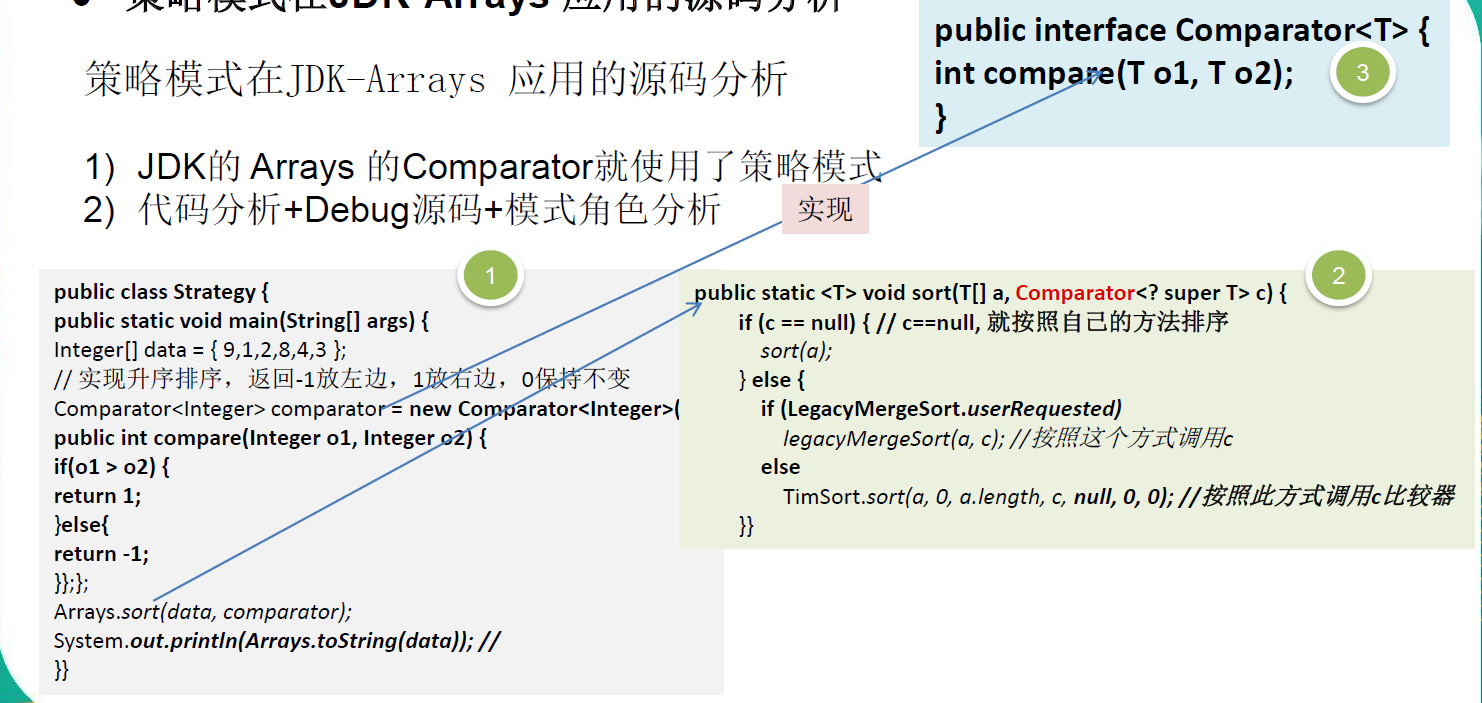 策略模式在JDK-Arrays 应用的源码分析
策略模式在JDK-Arrays 应用的源码分析
1) JDK的 Arrays 的Comparator就使用了策略模式
2) 代码分析+Debug源码+模式角色分析
实现
public interface Comparator<T> {
int compare(T o1, T o2);
}
3
1
public class Strategy {
public static void main(String[] args) {
Integer[] data = { 9,1,2,8,4,3 };
// 实现升序排序，返回-1放左边，1放右边，0保持不变
Comparator<Integer> comparator = new Comparator<Integer>(
public int compare(Integer o1, Integer o2) {
if(o1 > o2) {
return 1;
}else{
return -1;
}};};
Arrays.sort(data, comparator);
System.out.println(Arrays.toString(data)); //
}}
2
public static <T> void sort(T[] a, Comparator<? super T> c) {
if (c == null) { // c==null, 就按照自己的方法排序
sort(a);
} else {
if (LegacyMergeSort.userRequested)
legacyMergeSort(a, c); //按照这个方式调用c
else
TimSort.sort(a, 0, a.length, c, null, 0, 0); //按照此方式调用c比较器
}}